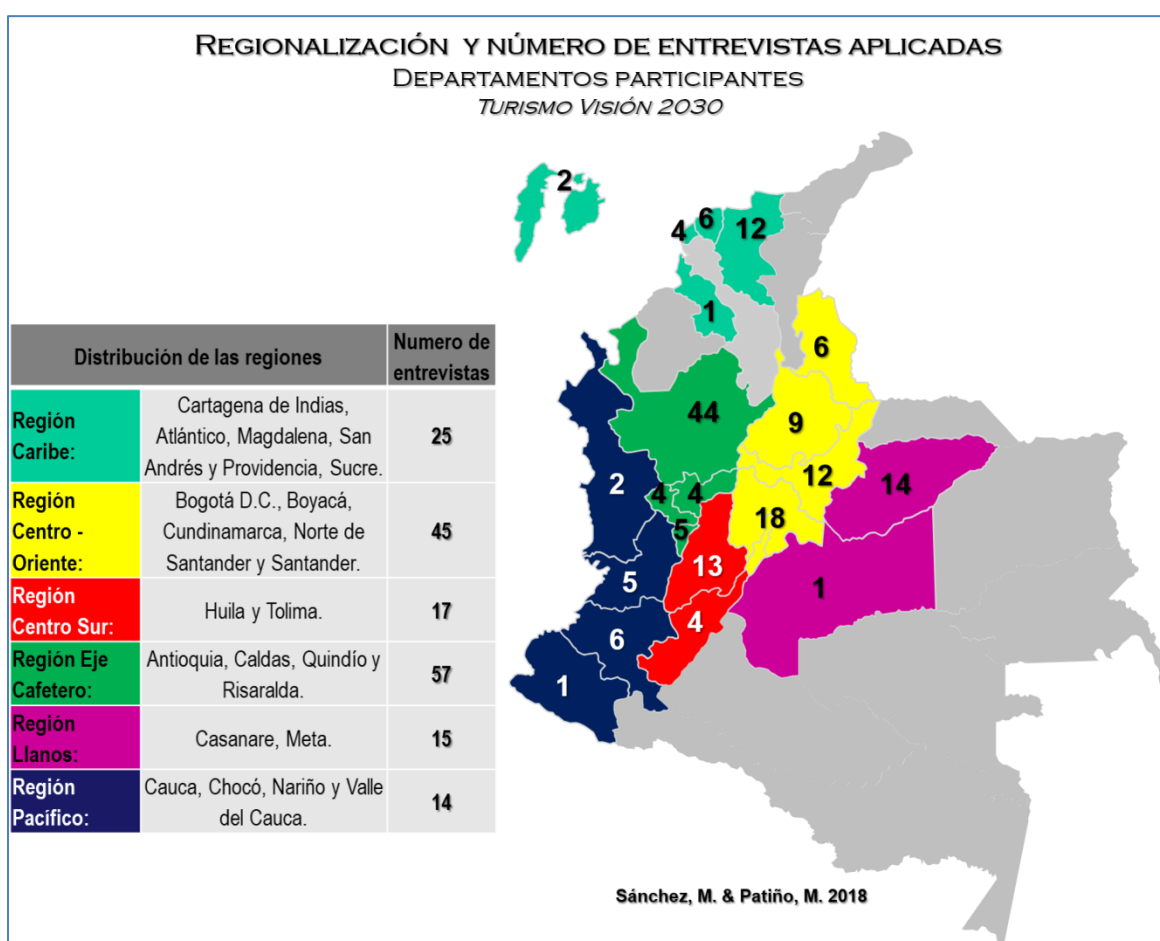 Regionalización y número de entrevistas aplicadas
Departamentos participantes
Turismo Visión 2030
Distribución de las regiones
Numero de
entrevistas
Región
Caribe:
Cartagena de Indias,
Atlántico, Magdalena, San
Andrés y Providencia, Sucre.
25
Región
Centro -
Oriente:
Bogotá D.C., Boyacá,
Cundinamarca, Norte de
Santander y Santander.
45
Región
Centro Sur:
Huila y Tolima.
17
Región Eje
Cafetero:
Antioquia, Caldas, Quindío y
Risaralda.
57
Región
Llanos:
Casanare, Meta.
15
Región
Pacífico:
Cauca, Chocó, Nariño y Valle
del Cauca.
14
2
4
6
12
1
6
44
9
2
4
4
12
14
5
18
13
5
1
6
4
1
Sánchez, M. & Patiño, M. 2018